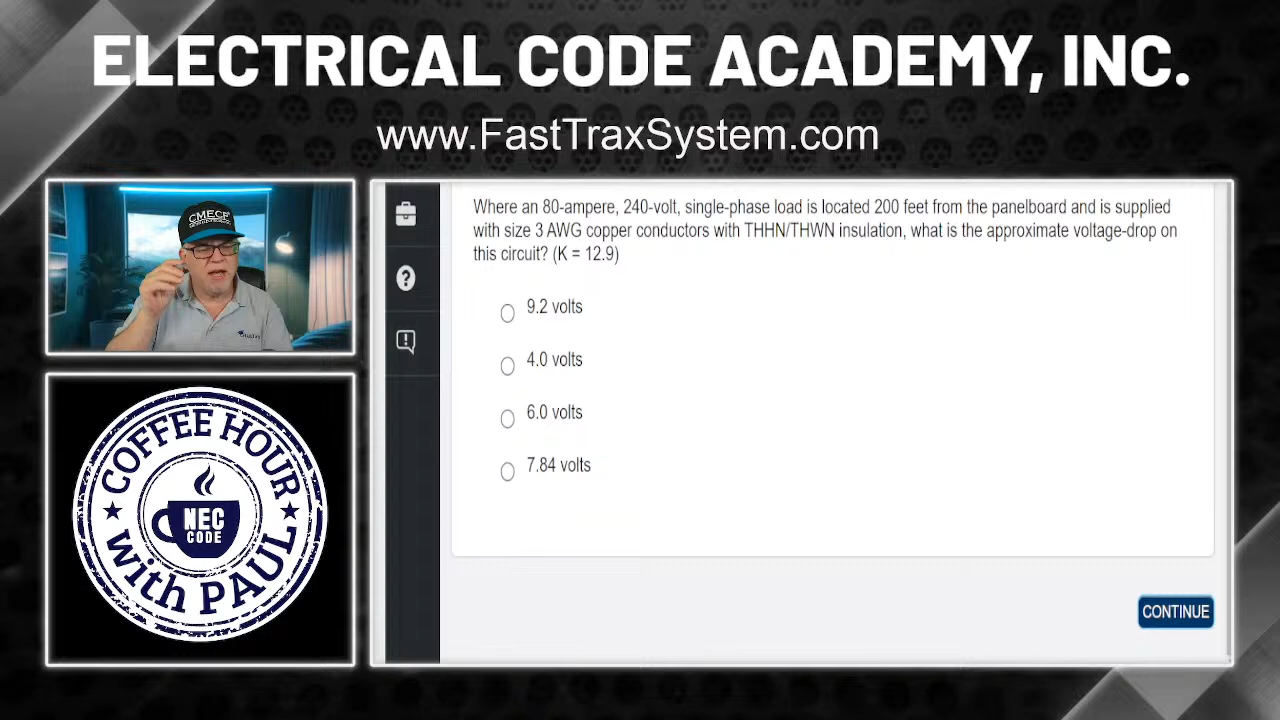 ELECTRICAL CODE ACADEMY, INC.
www.FastTraxSystem.com
CMECP
Where an 80-ampere, 240-volt, single-phase load is located 200 feet from the panelboard and is supplied
with size 3 AWG copper conductors with THHN/THWN insulation, what is the approximate voltage-drop on
this circuit? (K = 12.9)
9.2 volts
4.0 volts
6.0 volts
7.84 volts
CONTINUE
COFFEE HOUR
NEC
CODE
with PAUL